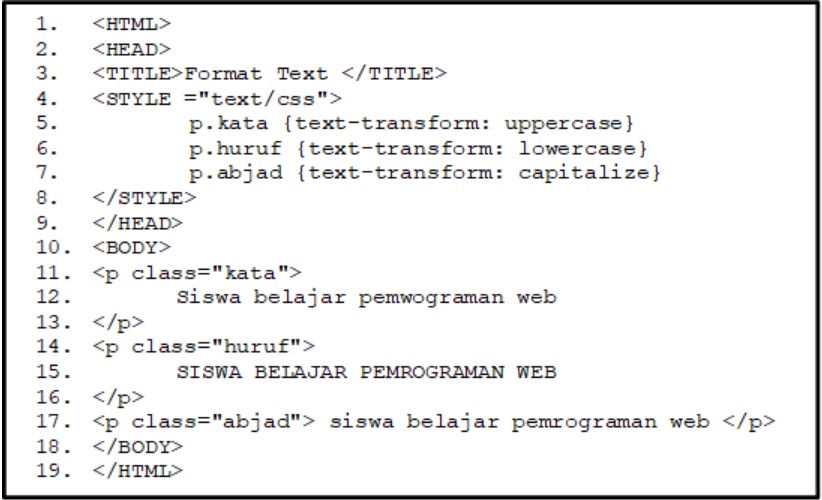 1. <HTML>
2. <HEAD>
3. <TITLE>Format Text </TITLE>
4. <STYLE ="text/css">
5. p.kata {text-transform: uppercase}
6. p.huruf {text-transform: lowercase}
7. p.abjad {text-transform: capitalize}
8. </STYLE>
9. </HEAD>
10. <BODY>
11. <p class="kata">
12. Siswa belajar pemwograman web
13. </p>
14. <p class="huruf">
15. SISWA BELAJAR PEMROGRAMAN WEB
16. </p>
17. <p class="abjad"> siswa belajar pemrograman web </p>
18. </BODY>
19. </HTML>